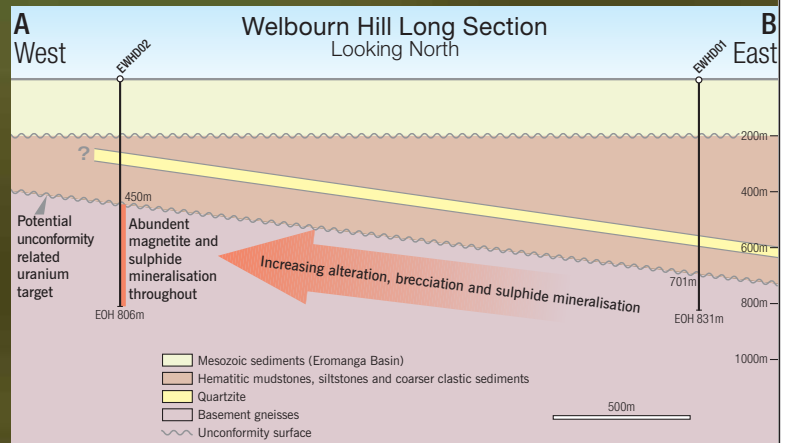 A
West
Welbourn Hill Long Section
Looking North
B
East
EWHD02
EWHD01
200m
400m
600m
800m
1000m
?
450m
Potential
unconformity
related
uranium
target
Abundent
magnetite and
sulphide
mineralisation
throughout
EOH 806m
Increasing alteration, brecciation and sulphide mineralisation
701m
EOH 831m
Mesozoic sediments (Eromanga Basin)
Hematitic mudstones, siltstones and coarser clastic sediments
Quartzite
Basement gneisses
Unconformity surface
500m